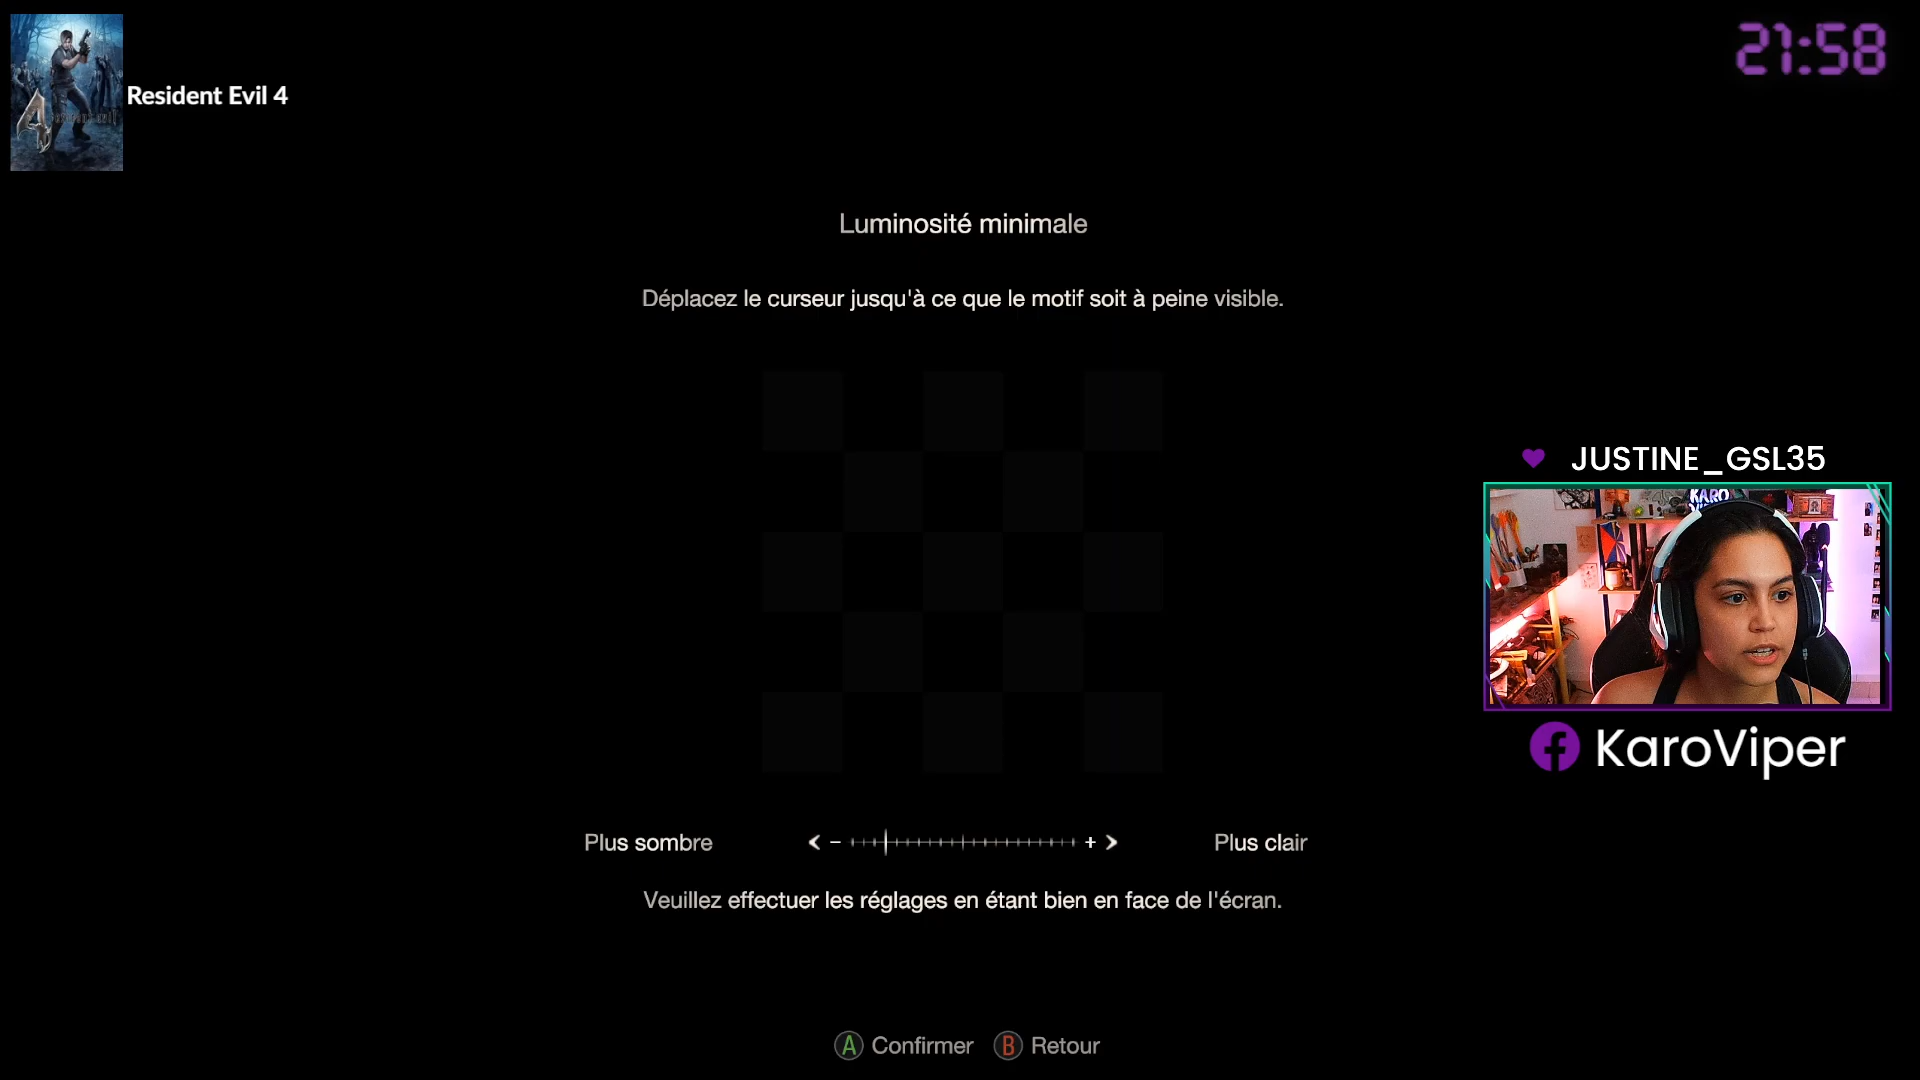 21:58
Resident Evil 4
Luminosité minimale
Déplacez le curseur jusqu'à ce que le motif soit à peine visible.
JUSTINE_GSL35
KARO
KaroViper
Plus sombre
Plus clair
Veuillez effectuer les réglages en étant bien en face de l'écran.
A Confirmer B Retour